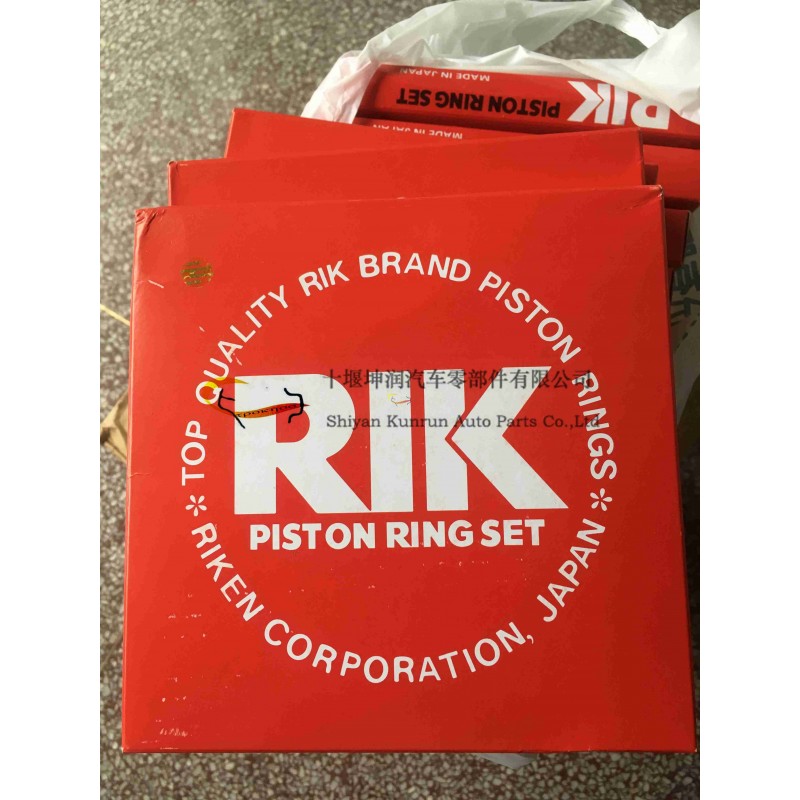 MADE IN JAPAN
RIK PISTON RING SET
MADE IN JAPAN
TOP QUALITY RIK BRAND PISTON RINGS
十堰坤润汽车零部件有限公司
Shiyan Kunrun Auto Parts Co.,Ltd
RIK
PISTON RING SET
* RIKEN CORPORATION, JAPAN *